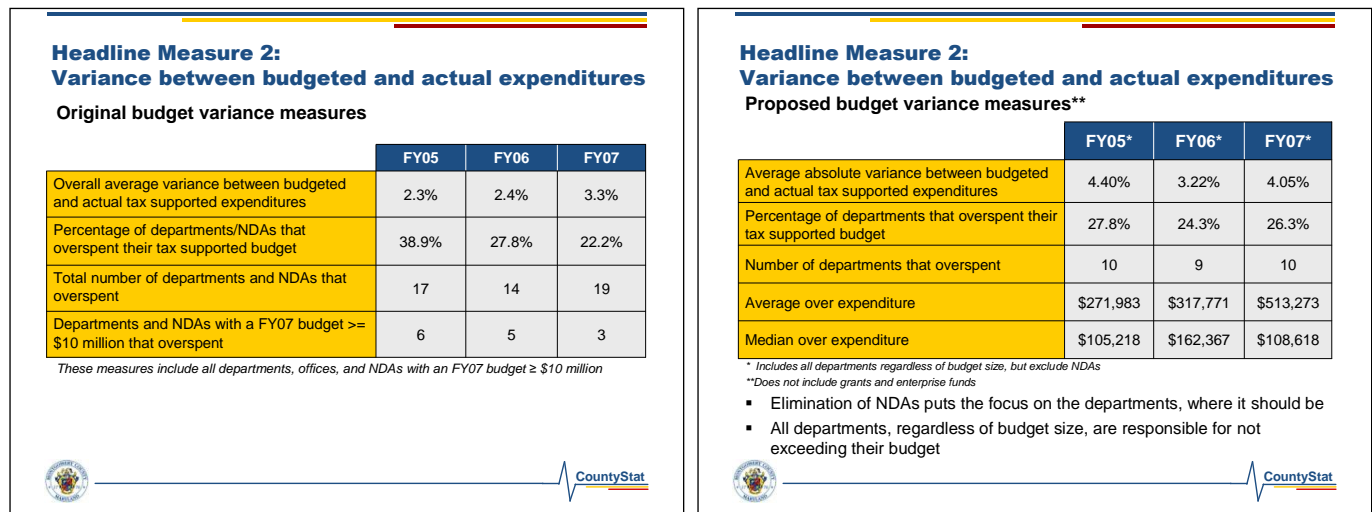 Headline Measure 2:
Variance between budgeted and actual expenditures
Original budget variance measures
FY05 FY06 FY07
Overall average variance between budgeted
and actual tax supported expenditures
2.3% 2.4% 3.3%
Percentage of departments/NDAs that
overspent their tax supported budget
38.9% 27.8% 22.2%
Total number of departments and NDAs that
overspent
17 14 19
Departments and NDAs with a FY07 budget >=
$10 million that overspent
6 5 3
These measures include all departments, offices, and NDAs with an FY07 budget ≥ $10 million
CountyStat
Headline Measure 2:
Variance between budgeted and actual expenditures
Proposed budget variance measures**
FY05* FY06* FY07*
Average absolute variance between budgeted
and actual tax supported expenditures
4.40% 3.22% 4.05%
Percentage of departments that overspent their
tax supported budget
27.8% 24.3% 26.3%
Number of departments that overspent
10 9 10
Average over expenditure
$271,983 $317,771 $513,273
Median over expenditure
$105,218 $162,367 $108,618
* Includes all departments regardless of budget size, but exclude NDAs
**Does not include grants and enterprise funds
▪ Elimination of NDAs puts the focus on the departments, where it should be
▪ All departments, regardless of budget size, are responsible for not
exceeding their budget
CountyStat